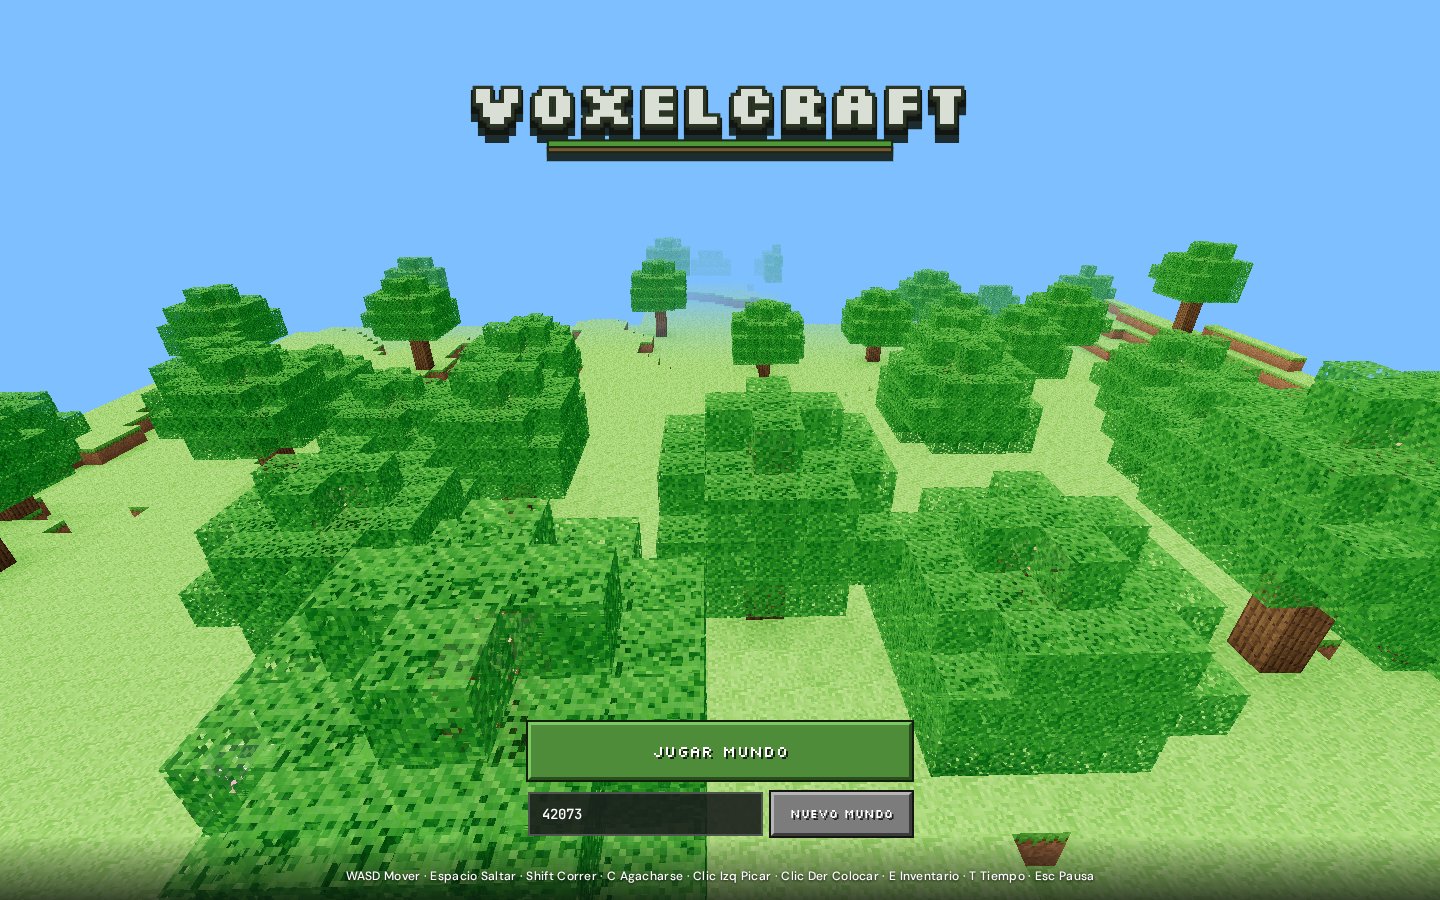 VOXELCRAFT
JUGAR MUNDO
42073
NUEVO MUNDO
WASD Mover · Espacio Saltar · Shift Correr · C Agacharse · Clic Izq Picar · Clic Der Colocar · E Inventario · T Tiempo · Esc Pausa